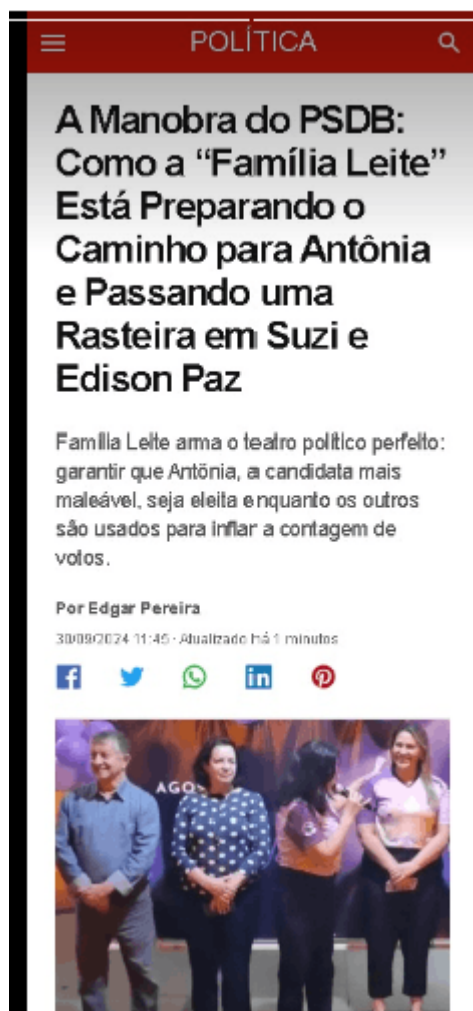 POLÍTICA
A Manobra do PSDB:
Como a “Família Leite”
Está Preparando o
Caminho para Antônia
e Passando uma
Rasteira em Suzi e
Edison Paz
Família Leite arma o teatro político perfeito:
garantir que Antônia, a candidata mais
maleável, seja eleita enquanto os outros
são usados para inflar a contagem de
votos.
Por Edgar Pereira
30/09/2024 11:45 · Atualizado há 1 minutos
AGO